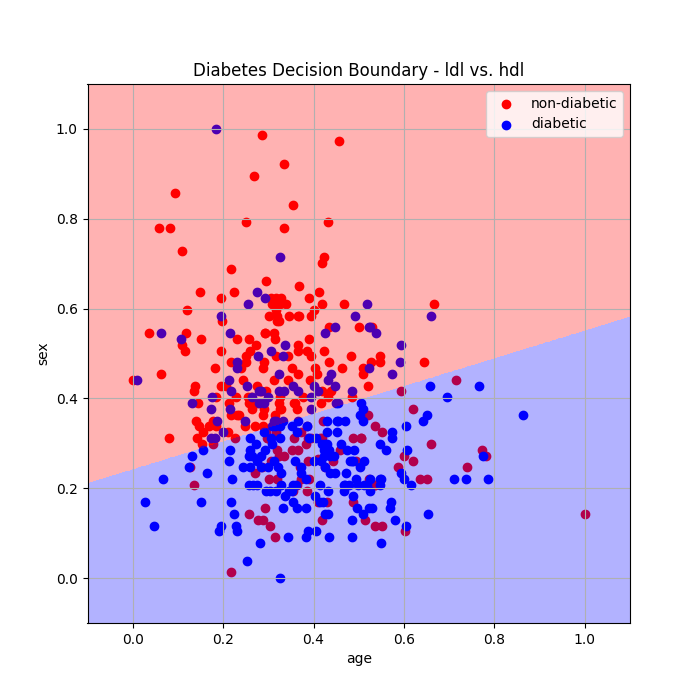 Diabetes Decision Boundary - ldl vs. hdl
non-diabetic
diabetic
1.0
0.8
0.6
0.4
0.2
0.0
sex
0.0 0.2 0.4 0.6 0.8 1.0
age